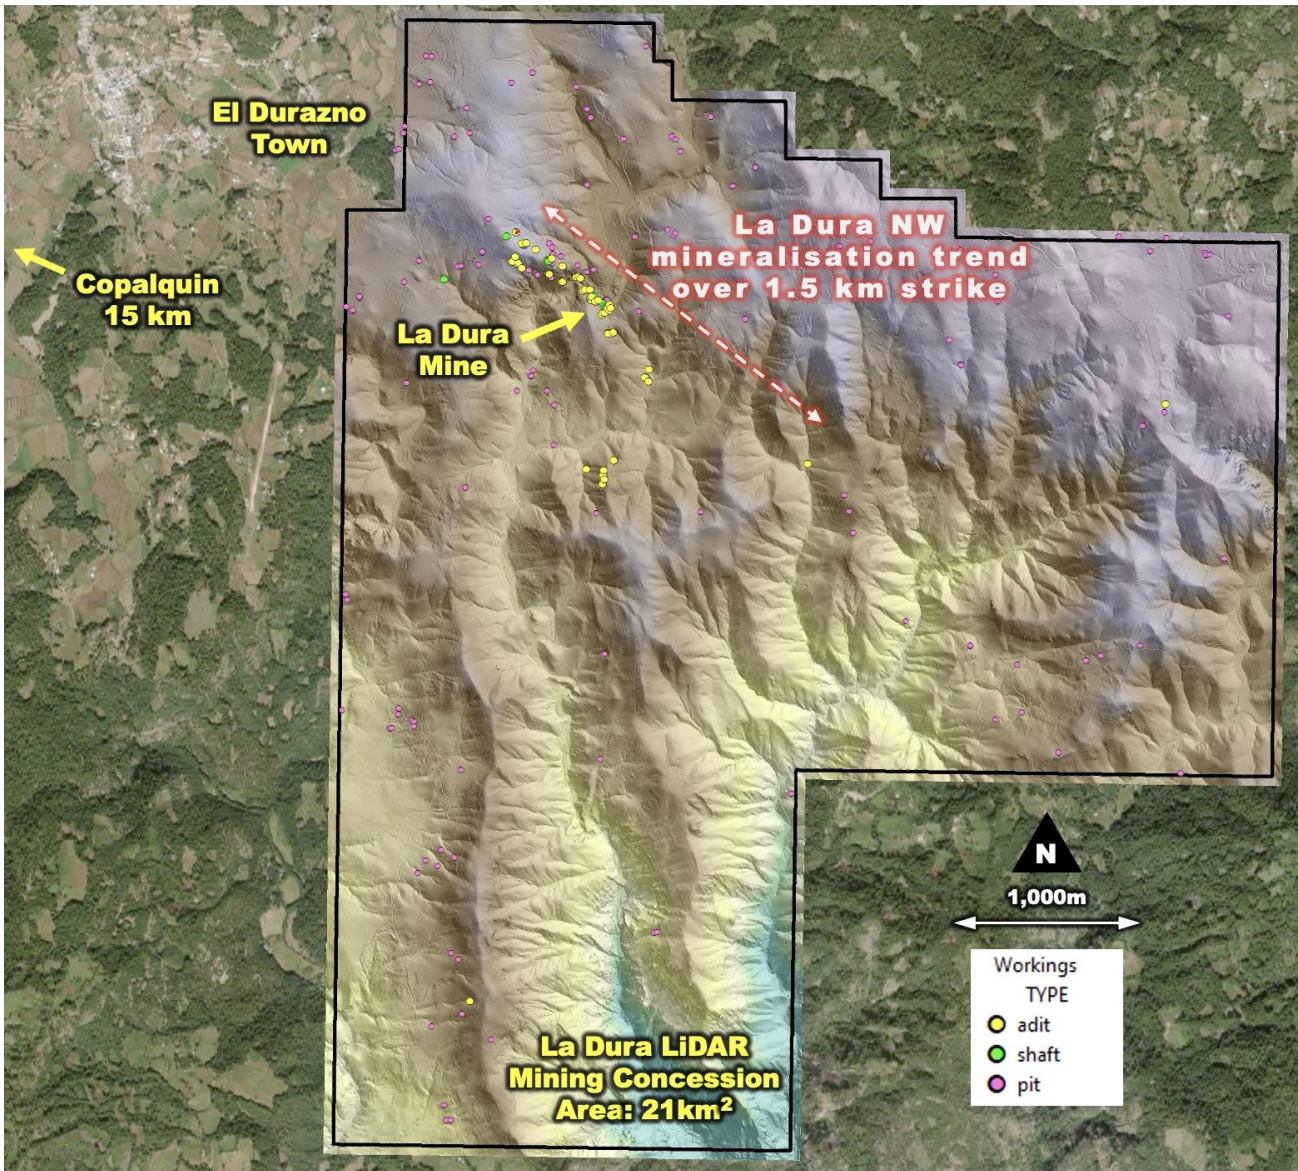 El Durazno
Town
La Dura NW
mineralisation trend
over 1.5 km strike
Copalquin
15 km
La Dura
Mine
N
1,000m
Workings
TYPE
adit
shaft
pit
La Dura LiDAR
Mining Concession
Area: 21km²